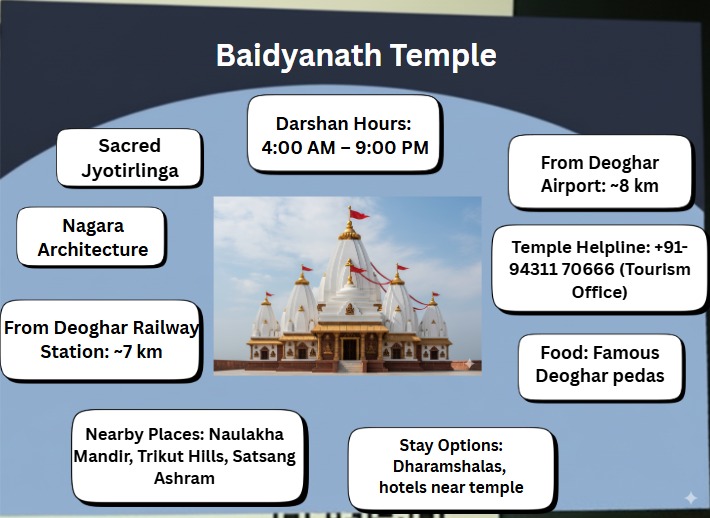 Baidyanath Temple
Darshan Hours:
4:00 AM – 9:00 PM
Sacred
Jyotirlinga
From Deoghar
Airport: ~8 km
Nagara
Architecture
Temple Helpline: +91-
94311 70666 (Tourism
Office)
From Deoghar Railway
Station: ~7 km
Food: Famous
Deoghar pedas
Nearby Places: Naulakha
Mandir, Trikut Hills, Satsang
Ashram
Stay Options:
Dharamshalas,
hotels near temple